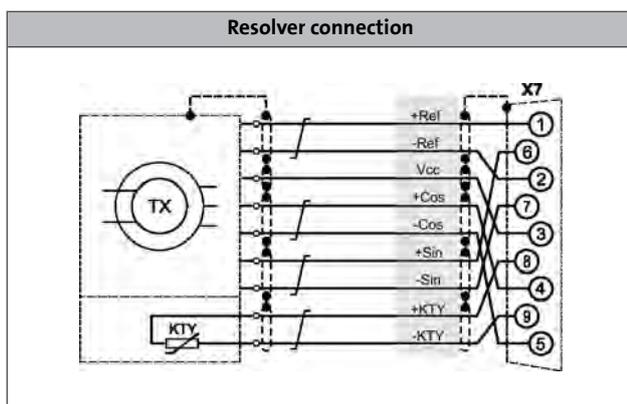 Resolver connection
X7
+Ref
1
-Ref
6
Vcc
2
+Cos
7
TX
-Cos
3
+Sin
8
-Sin
4
+KTY
9
KTY
-KTY
5